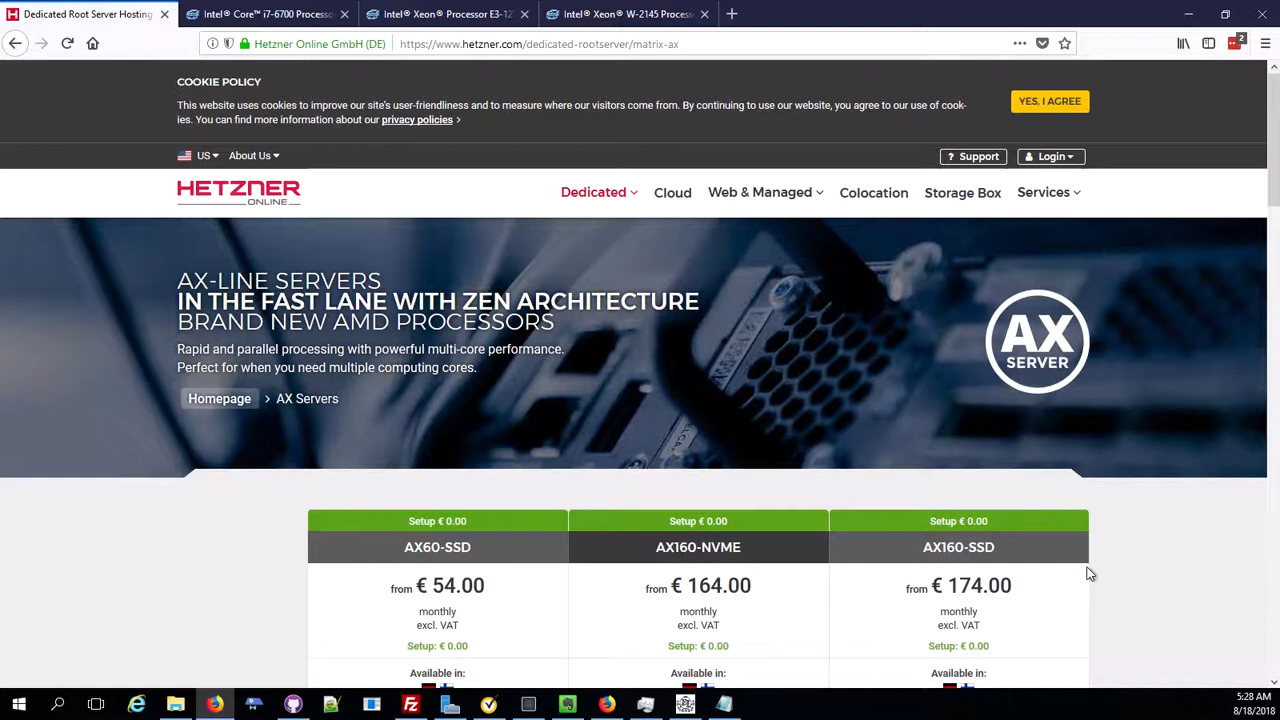 Dedicated Root Server Hosting
Intel® Core™ i7-6700 Processo
Intel® Xeon® Processor E3-12
Intel® Xeon® W-2145 Process
Hetzner Online GmbH (DE)
https://www.hetzner.com/dedicated-rootserver/matrix-ax
2
COOKIE POLICY
This website uses cookies to improve our site's user-friendliness and to measure where our visitors come from. By continuing to use our website, you agree to our use of cook-
ies. You can find more information about our privacy policies >
YES, I AGREE
US
About Us
? Support
Login
HETZNER
ONLINE
Dedicated
Cloud
Web & Managed
Colocation
Storage Box
Services
AX-LINE SERVERS
IN THE FAST LANE WITH ZEN ARCHITECTURE
BRAND NEW AMD PROCESSORS
Rapid and parallel processing with powerful multi-core performance.
Perfect for when you need multiple computing cores.
Homepage > AX Servers
AX
SERVER
Setup € 0.00
AX60-SSD
from € 54.00
monthly
excl. VAT
Setup: € 0.00
Available in:
Setup € 0.00
AX160-NVME
from € 164.00
monthly
excl. VAT
Setup: € 0.00
Available in:
Setup € 0.00
AX160-SSD
from € 174.00
monthly
excl. VAT
Setup: € 0.00
Available in:
5:28 AM
8/18/2018